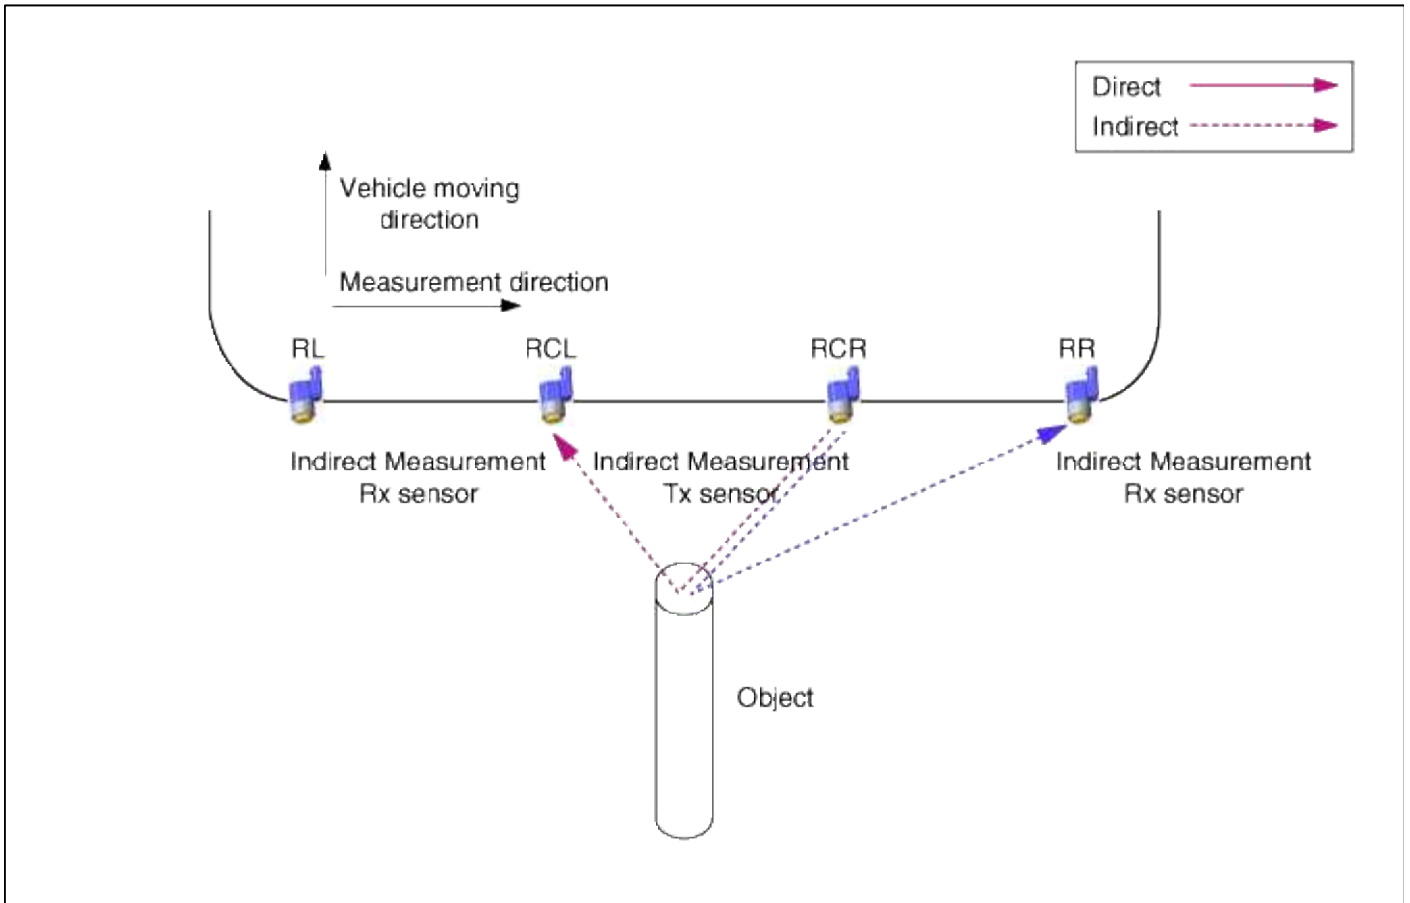 Direct
Indirect
Vehicle moving
direction
Measurement direction
RL
RCL
RCR
RR
Indirect Measurement
Rx sensor
Indirect Measurement
Tx sensor
Indirect Measurement
Rx sensor
Object